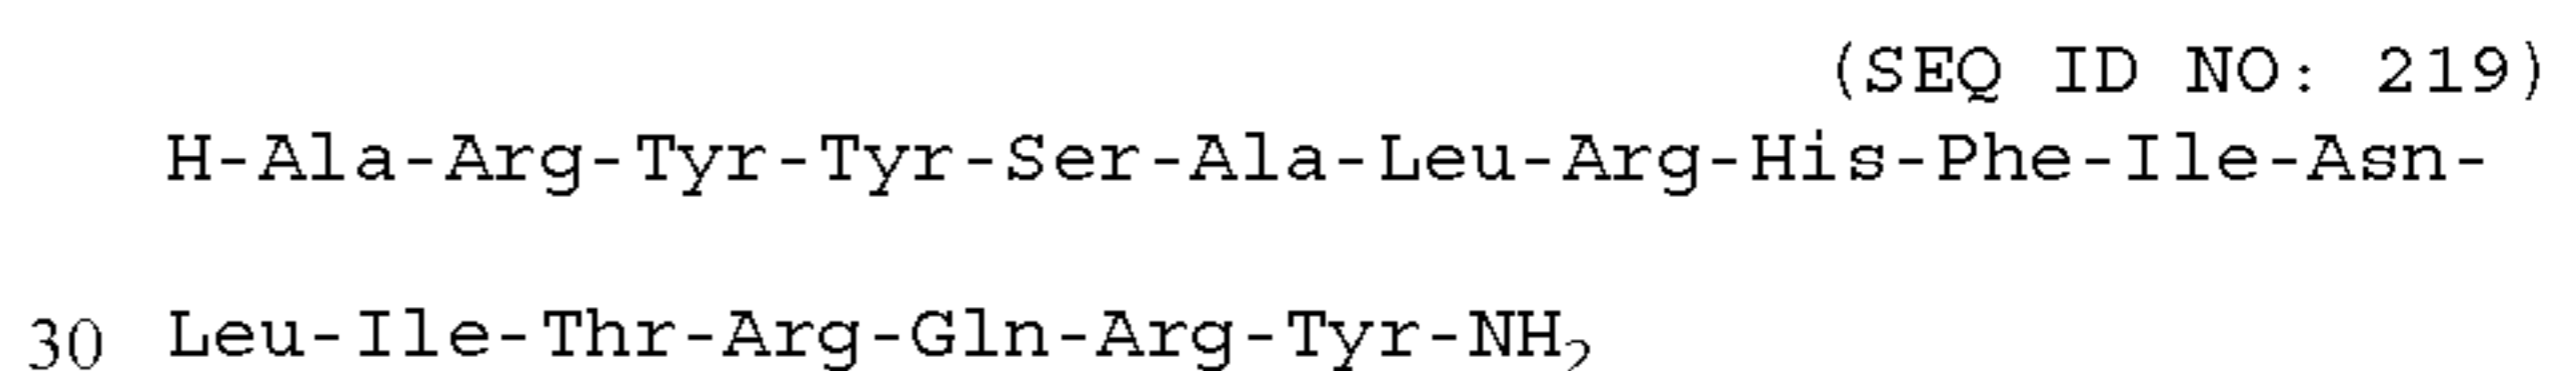 (SEQ ID NO: 219)
H-Ala-Arg-Tyr-Tyr-Ser-Ala-Leu-Arg-His-Phe-Ile-Asn-
30 Leu-Ile-Thr-Arg-Gln-Arg-Tyr-NH₂